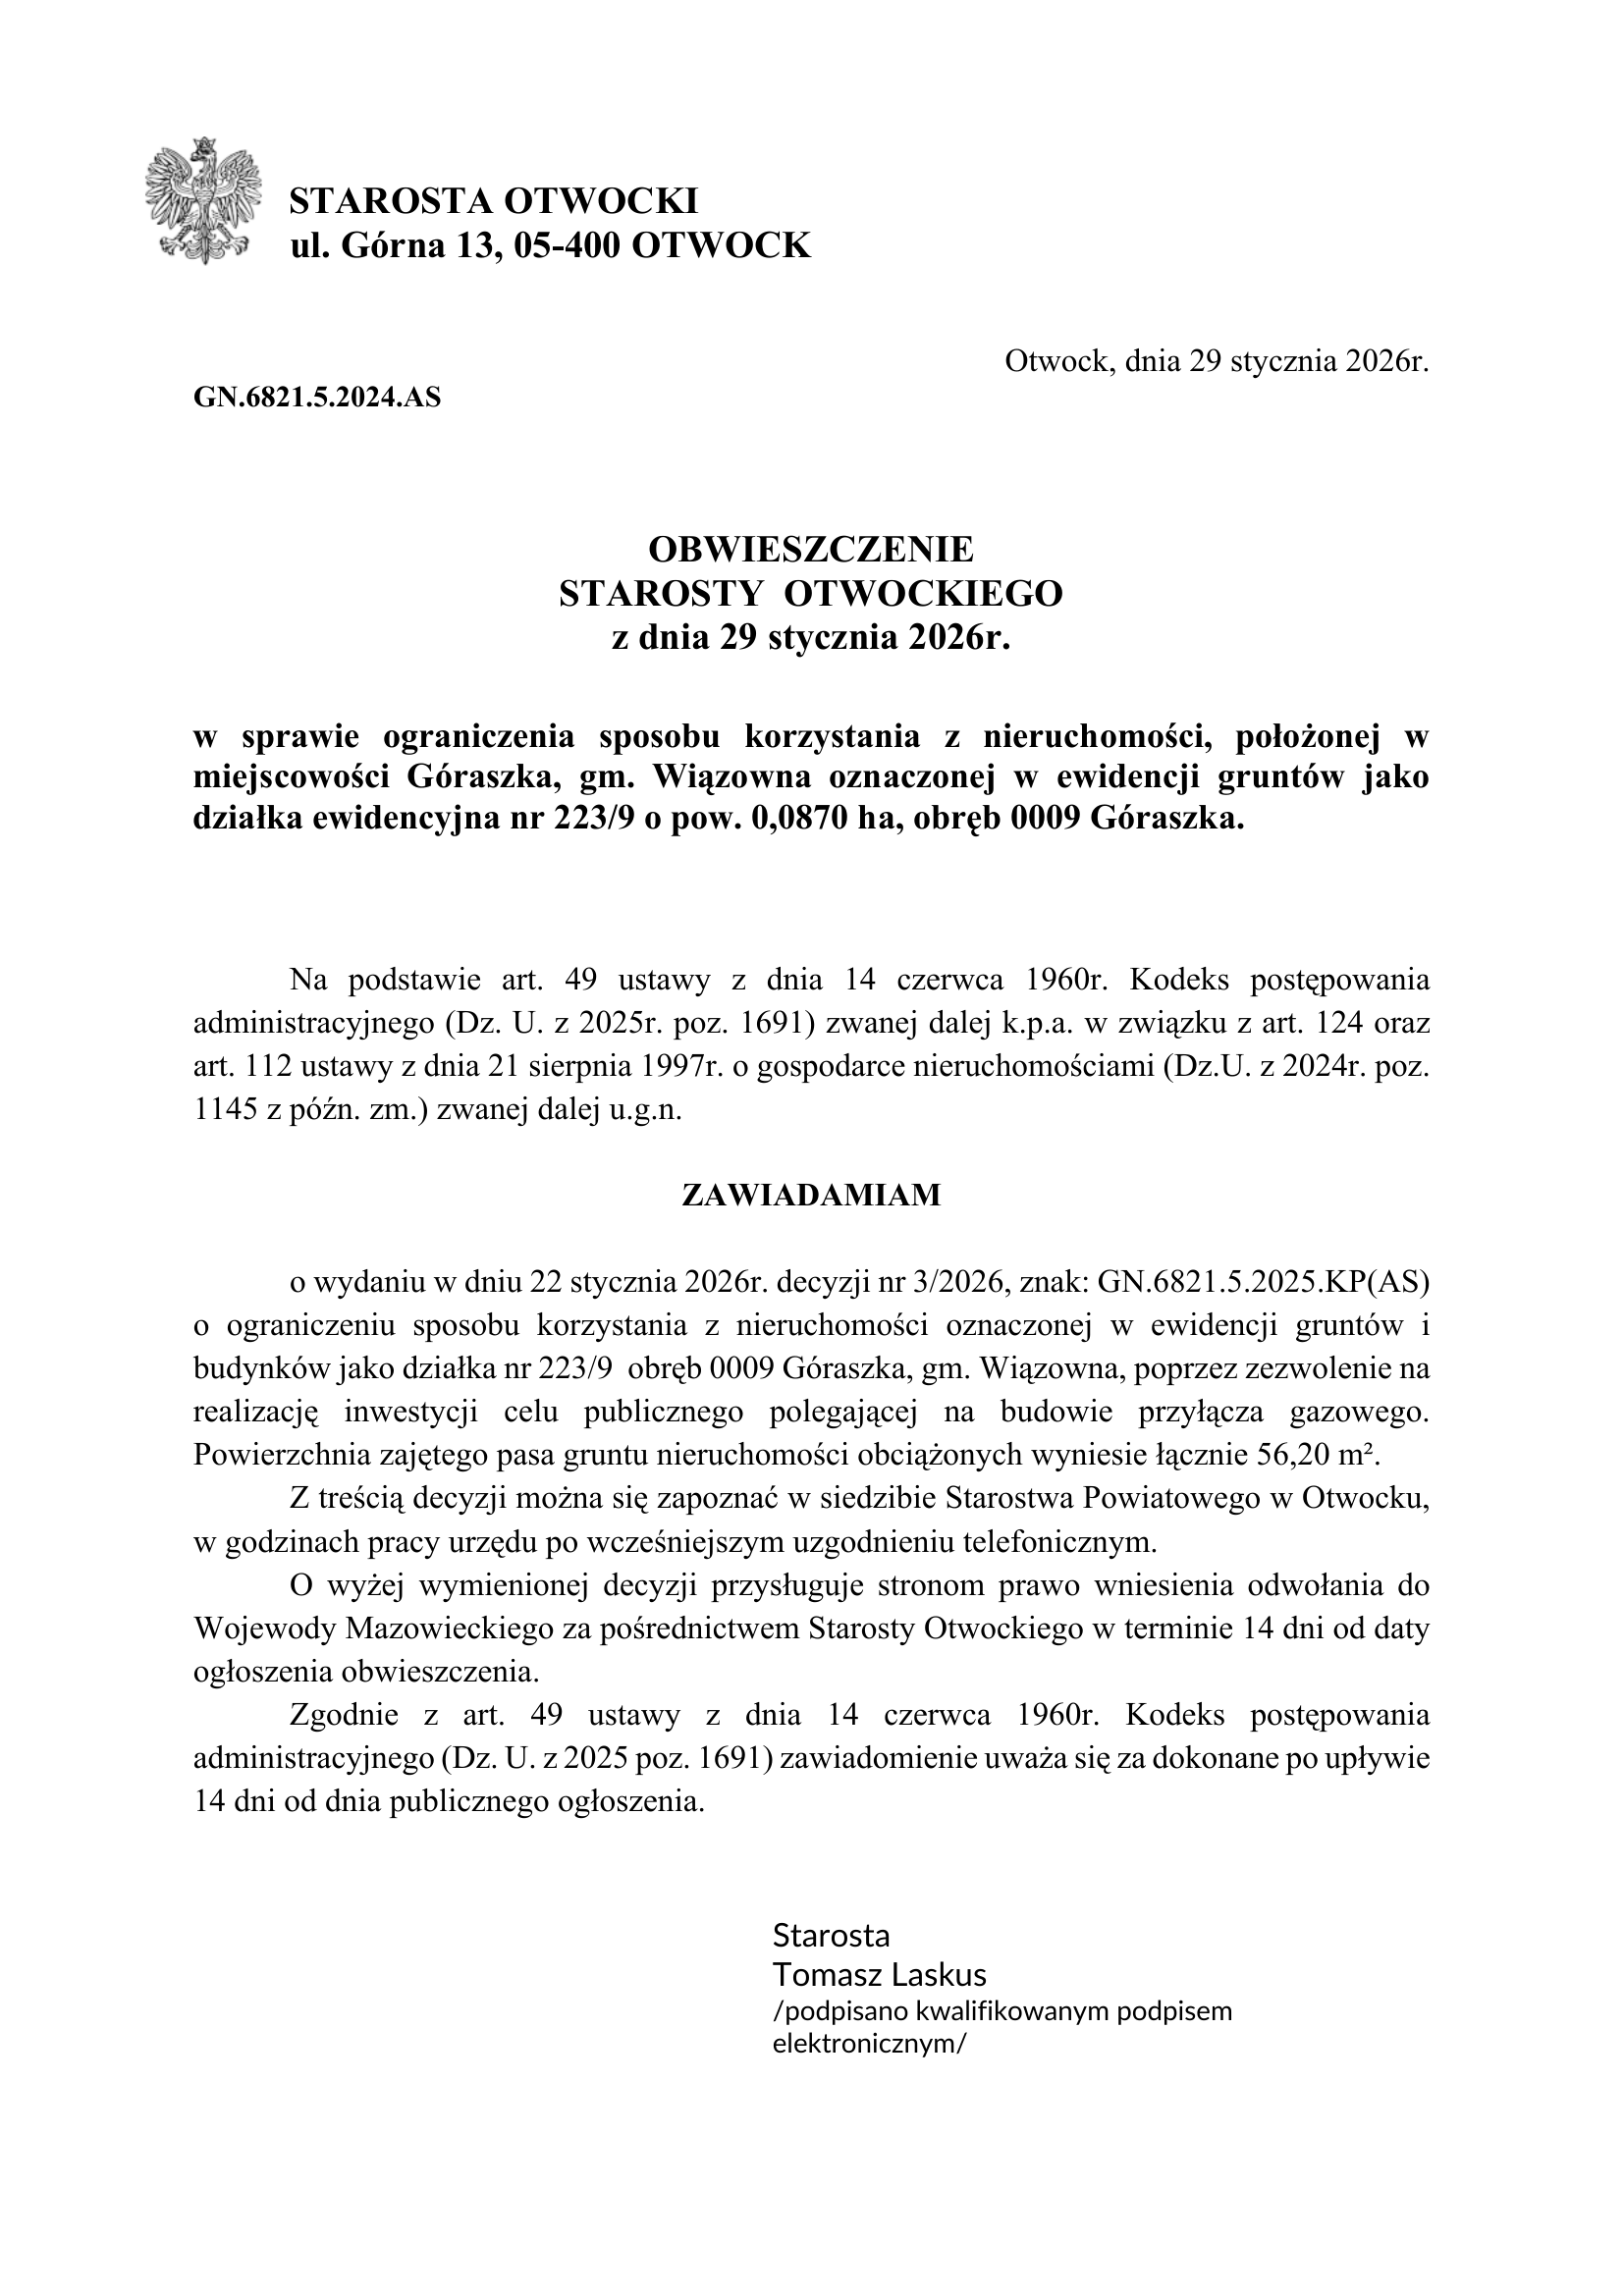 STAROSTA OTWOCKI
ul. Górna 13, 05-400 OTWOCK
Otwock, dnia 29 stycznia 2026r.
GN.6821.5.2024.AS
OBWIESZCZENIE
STAROSTY OTWOCKIEGO
z dnia 29 stycznia 2026r.
w sprawie ograniczenia sposobu korzystania z nieruchomości, położonej w
miejscowości Góraszka, gm. Wiązowna oznaczonej w ewidencji gruntów jako
działka ewidencyjna nr 223/9 o pow. 0,0870 ha, obręb 0009 Góraszka.
Na podstawie art. 49 ustawy z dnia 14 czerwca 1960r. Kodeks postępowania
administracyjnego (Dz. U. z 2025r. poz. 1691) zwanej dalej k.p.a. w związku z art. 124 oraz
art. 112 ustawy z dnia 21 sierpnia 1997r. o gospodarce nieruchomościami (Dz.U. z 2024r. poz.
1145 z późn. zm.) zwanej dalej u.g.n.
ZAWIADAMIAM
o wydaniu w dniu 22 stycznia 2026r. decyzji nr 3/2026, znak: GN.6821.5.2025.KP(AS)
o ograniczeniu sposobu korzystania z nieruchomości oznaczonej w ewidencji gruntów i
budynków jako działka nr 223/9 obręb 0009 Góraszka, gm. Wiązowna, poprzez zezwolenie na
realizację inwestycji celu publicznego polegającej na budowie przyłącza gazowego.
Powierzchnia zajętego pasa gruntu nieruchomości obciążonych wyniesie łącznie 56,20 m².
Z treścią decyzji można się zapoznać w siedzibie Starostwa Powiatowego w Otwocku,
w godzinach pracy urzędu po wcześniejszym uzgodnieniu telefonicznym.
O wyżej wymienionej decyzji przysługuje stronom prawo wniesienia odwołania do
Wojewody Mazowieckiego za pośrednictwem Starosty Otwockiego w terminie 14 dni od daty
ogłoszenia obwieszczenia.
Zgodnie z art. 49 ustawy z dnia 14 czerwca 1960r. Kodeks postępowania
administracyjnego (Dz. U. z 2025 poz. 1691) zawiadomienie uważa się za dokonane po upływie
14 dni od dnia publicznego ogłoszenia.
Starosta
Tomasz Laskus
/podpisano kwalifikowanym podpisem
elektronicznym/